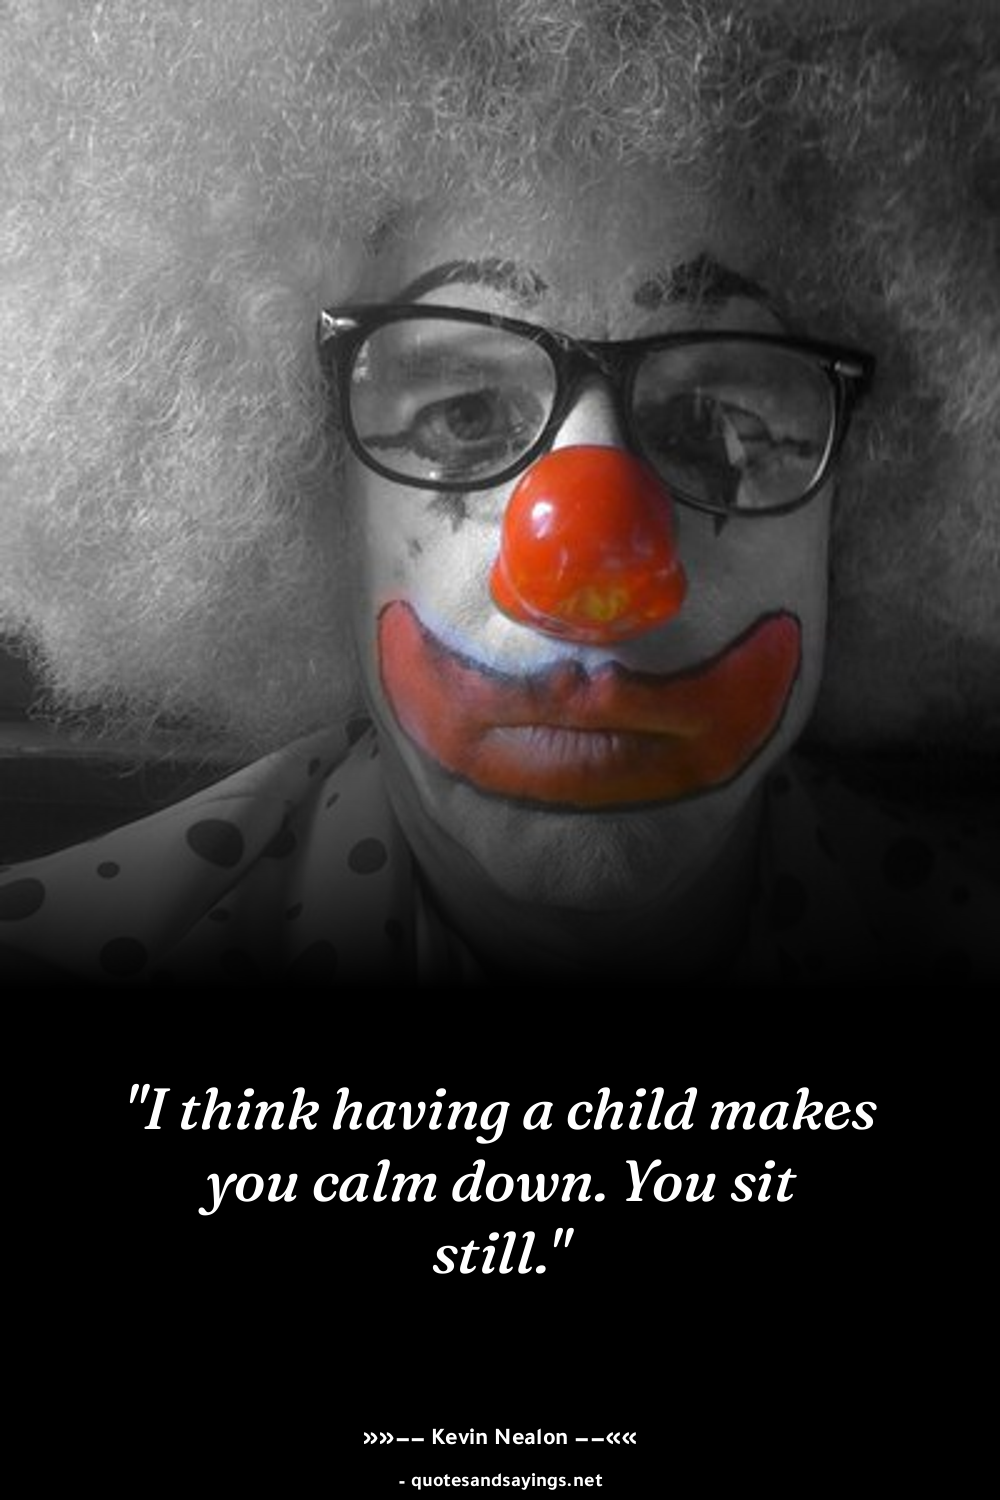 "I think having a child makes
you calm down. You sit
still."
»»–– Kevin Nealon ––««
- quotesandsayings.net